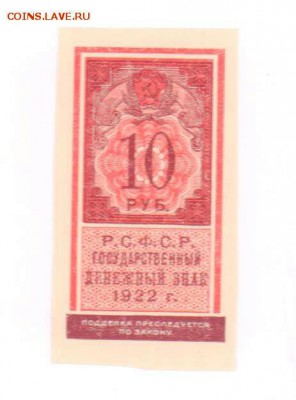 COINS.LAVE.RU
10
РУБ.
Р.С.Ф.С.Р.
ГОСУДАРСТВЕННЫЙ
ДЕНЕЖНЫЙ ЗНАК
1922 г.
ПОДДЕЛКА ПРЕСЛЕДУЕТСЯ
ПО ЗАКОНУ.